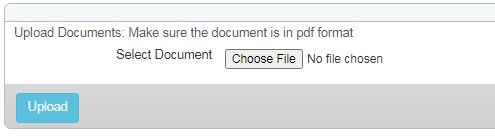 Upload Documents: Make sure the document is in pdf format
Select Document Choose File No file chosen
Upload